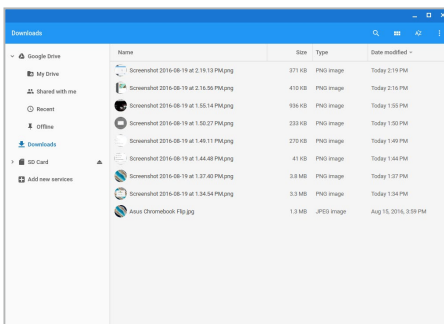 Downloads
Google Drive
My Drive
Shared with me
Recent
Offline
Downloads
SD Card
Add new services
Name Size Type Date modified
Screenshot 2016-08-19 at 2.19.13 PM.png 371 KB PNG image Today 2:19 PM
Screenshot 2016-08-19 at 2.16.56 PM.png 410 KB PNG image Today 2:16 PM
Screenshot 2016-08-19 at 1.55.14 PM.png 936 KB PNG image Today 1:55 PM
Screenshot 2016-08-19 at 1.50.27 PM.png 233 KB PNG image Today 1:50 PM
Screenshot 2016-08-19 at 1.49.11 PM.png 270 KB PNG image Today 1:49 PM
Screenshot 2016-08-19 at 1.44.48 PM.png 41 KB PNG image Today 1:44 PM
Screenshot 2016-08-19 at 1.37.40 PM.png 3.8 MB PNG image Today 1:37 PM
Screenshot 2016-08-19 at 1.34.54 PM.png 3.3 MB PNG image Today 1:34 PM
Asus Chromebook Flip.jpg 1.3 MB JPEG image Aug 15, 2016, 3:59 PM